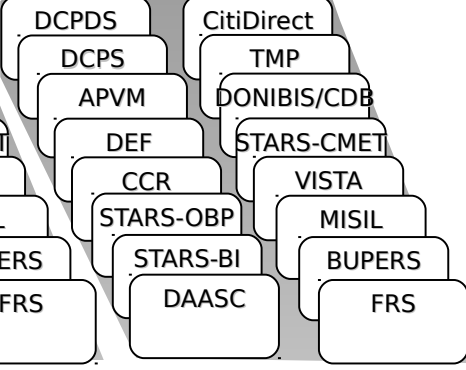 DCPDS
DCPS
APVM
DEF
CCR
STARS-OBP
STARS-BI
DAASC
CitiDirect
TMP
DONIBIS/CDB
STARS-CMET
VISTA
MISIL
BUPERS
FRS
T
L
ERS
FRS